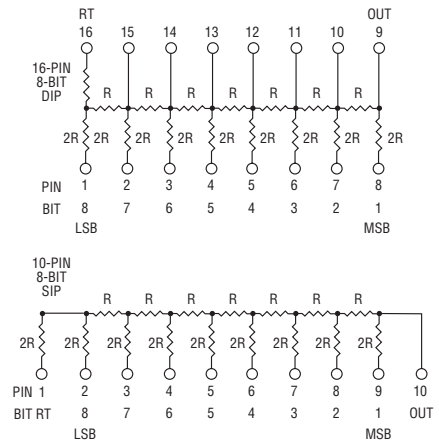 RT OUT
16 15 14 13 12 11 10 9
16-PIN
8-BIT
DIP
R R R R R R
2R 2R 2R 2R 2R 2R 2R 2R
PIN 1 2 3 4 5 6 7 8
BIT 8 7 6 5 4 3 2 1
LSB MSB
10-PIN
8-BIT
SIP
R R R R R R
2R 2R 2R 2R 2R 2R 2R 2R 2R
PIN 1 2 3 4 5 6 7 8 9 10
BIT RT 8 7 6 5 4 3 2 1 OUT
LSB MSB